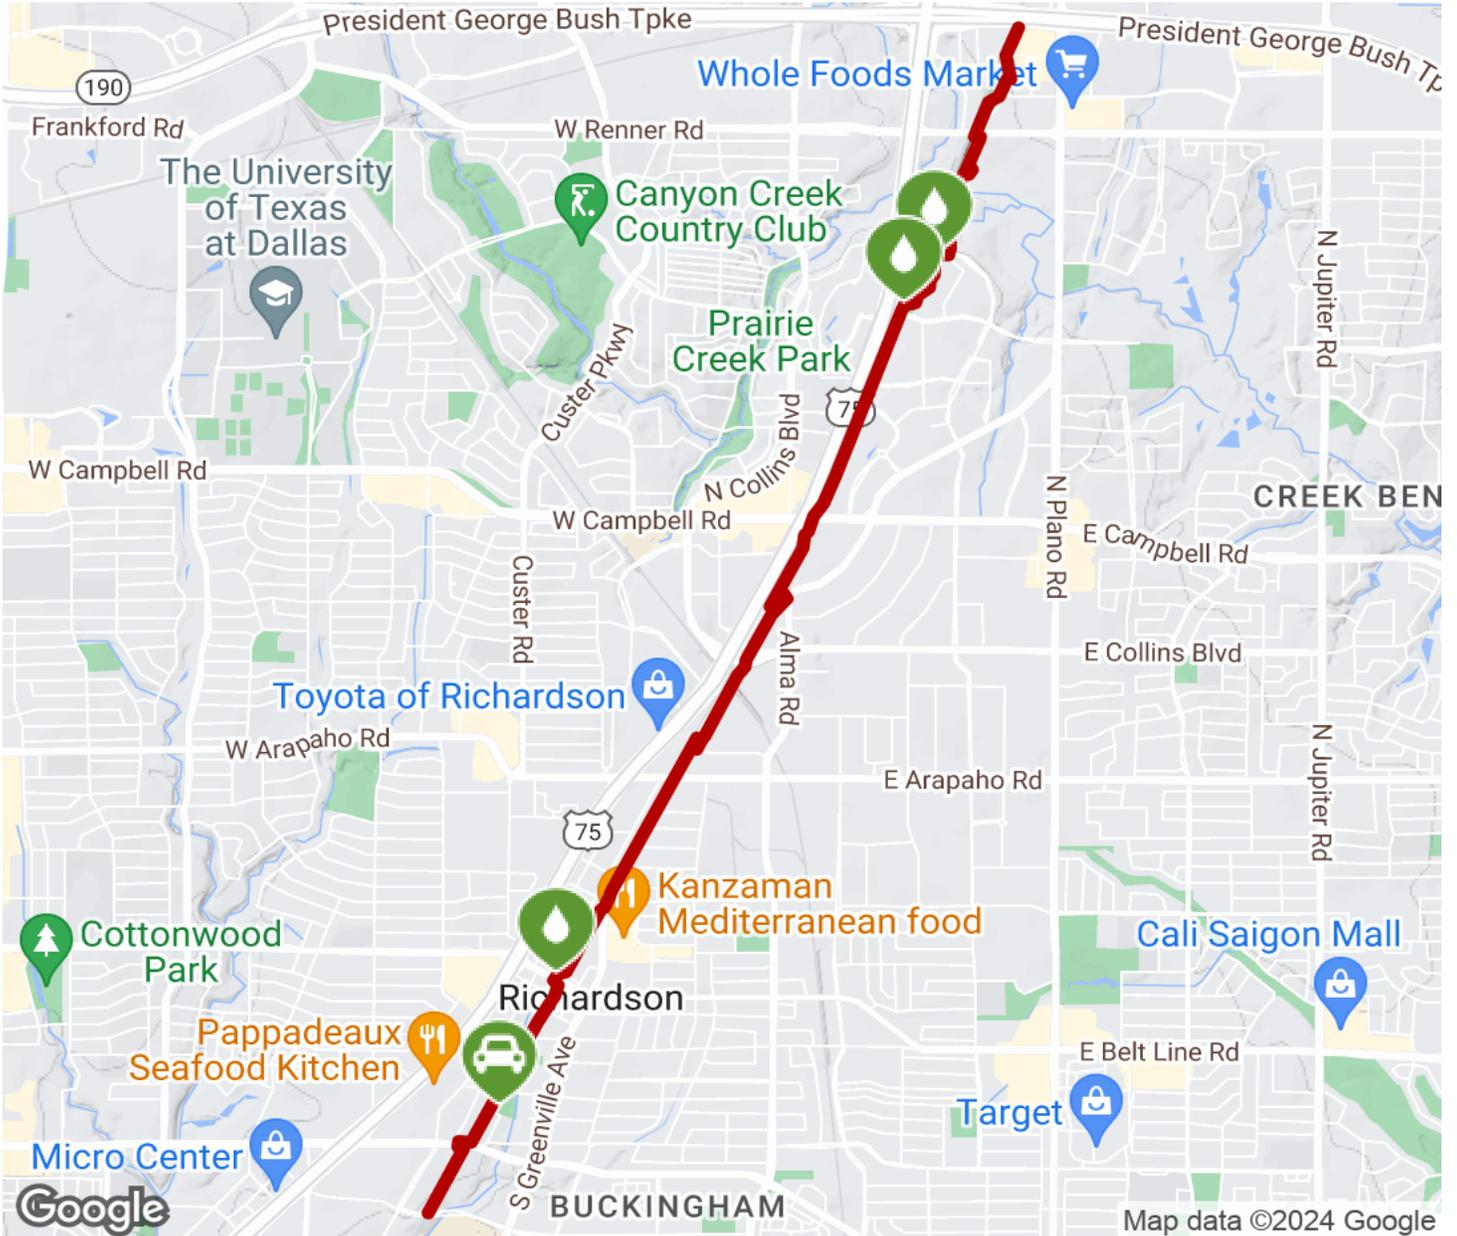 President George Bush Tpke
President George Bush Tp
Whole Foods Market
190
Frankford Rd
W Renner Rd
The University
of Texas
at Dallas
Canyon Creek
Country Club
N Jupiter Rd
Prairie
Creek Park
Custer Pkwy
75
N Collins Blvd
W Campbell Rd
W Campbell Rd
N Plano Rd
CREEK BEN
E Campbell Rd
Custer Rd
Alma Rd
E Collins Blvd
Toyota of Richardson
W Arapaho Rd
E Arapaho Rd
N Jupiter Rd
75
Kanzaman
Mediterranean food
Cottonwood
Park
Cali Saigon Mall
Richardson
Pappadeaux
Seafood Kitchen
S Greenville Ave
E Belt Line Rd
Target
Micro Center
BUCKINGHAM
Google
Map data ©2024 Google